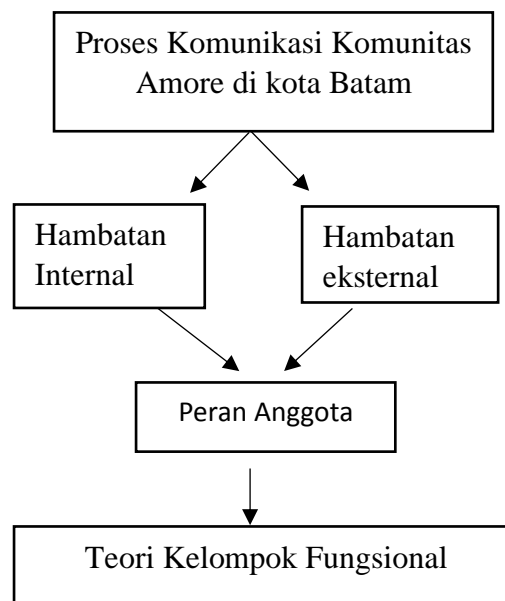 Proses Komunikasi Komunitas
Amore di kota Batam
Hambatan
Internal
Hambatan
eksternal
Peran Anggota
Teori Kelompok Fungsional